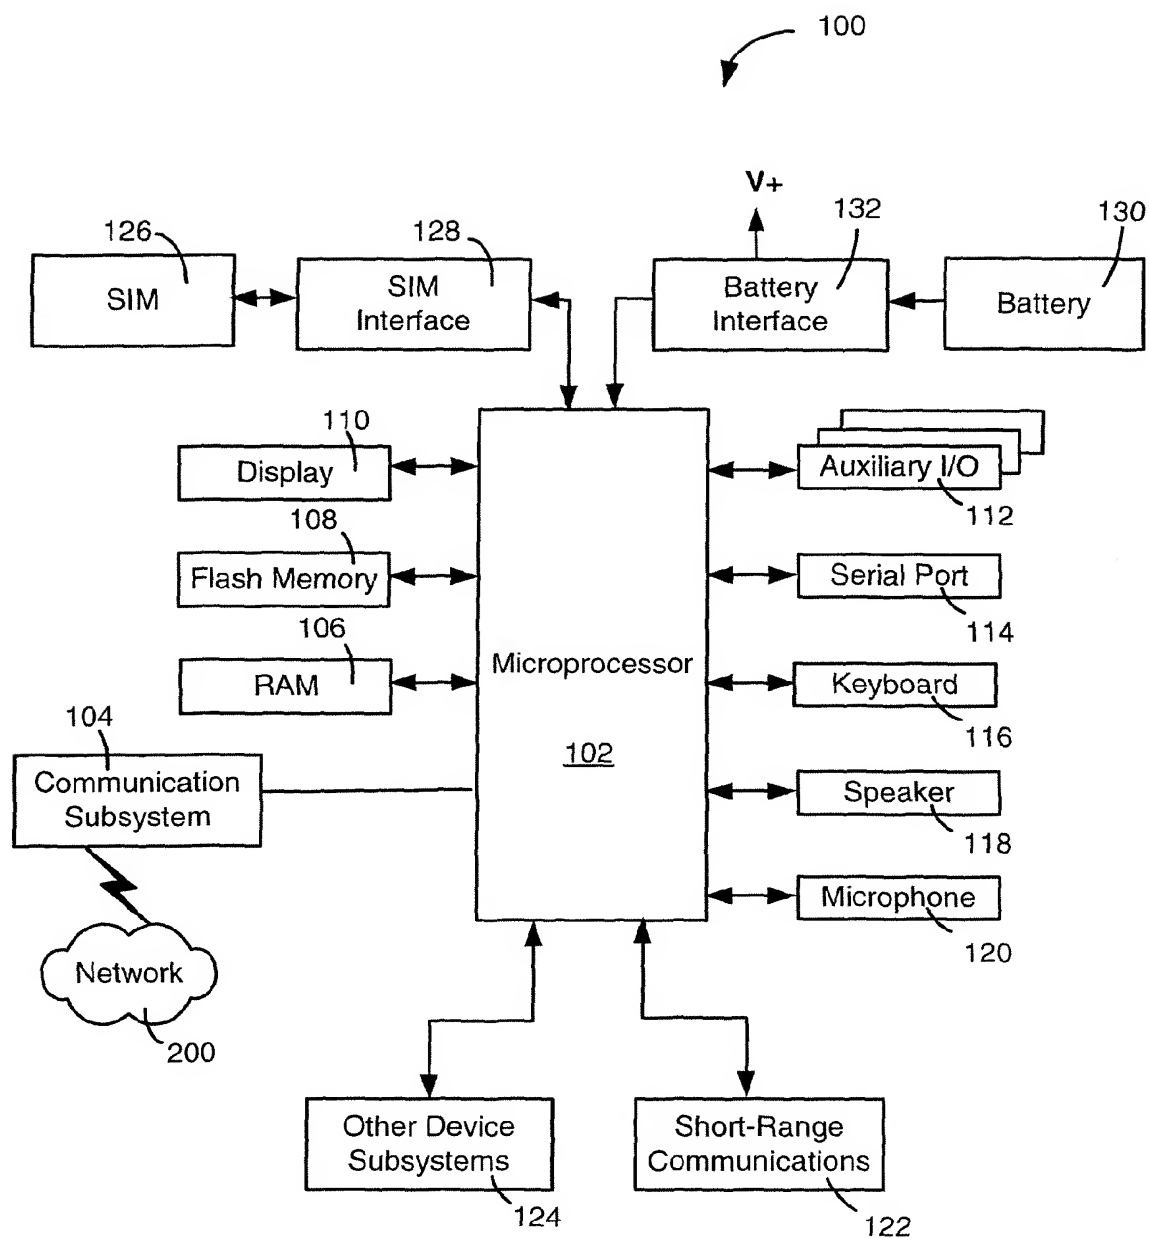 100
V+
126
128
132
130
SIM
SIM
Interface
Battery
Interface
Battery
110
Display
Auxiliary I/O
112
108
Flash Memory
Serial Port
114
106
RAM
Microprocessor
102
Keyboard
116
104
Communication
Subsystem
Speaker
118
Microphone
120
Network
200
Other Device
Subsystems
124
Short-Range
Communications
122